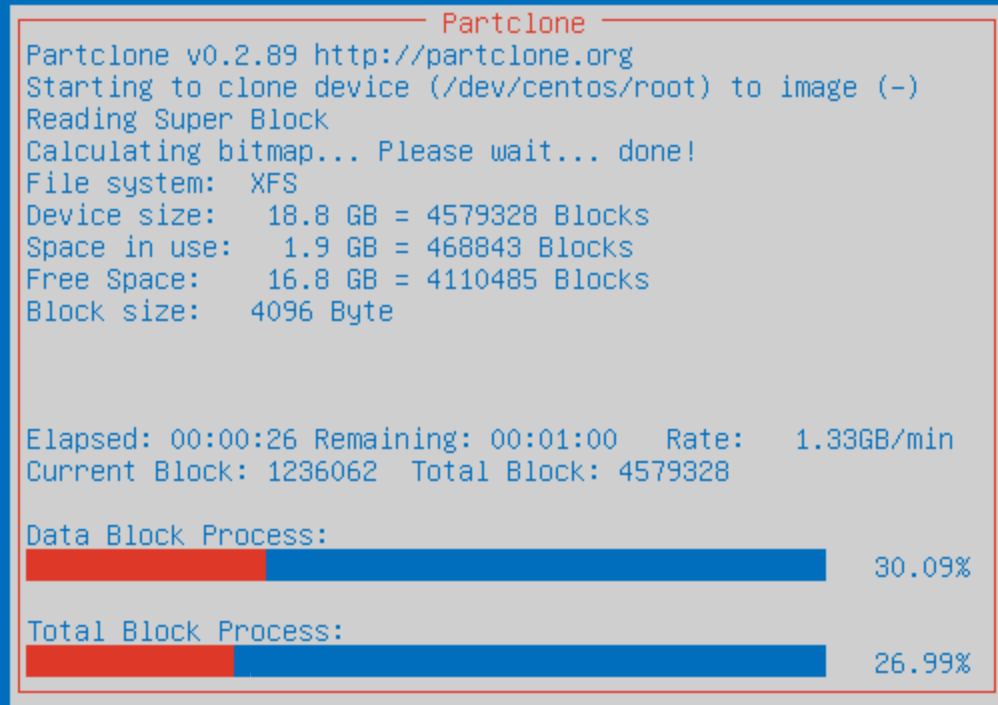 Partclone
Partclone v0.2.89 http://partclone.org
Starting to clone device (/dev/centos/root) to image (-)
Reading Super Block
Calculating bitmap... Please wait... done!
File system:  XFS
Device size:   18.8 GB = 4579328 Blocks
Space in use:   1.9 GB = 468843 Blocks
Free Space:    16.8 GB = 4110485 Blocks
Block size:   4096 Byte
Elapsed: 00:00:26 Remaining: 00:01:00   Rate:   1.33GB/min
Current Block: 1236062  Total Block: 4579328
Data Block Process:
30.09%
Total Block Process:
26.99%